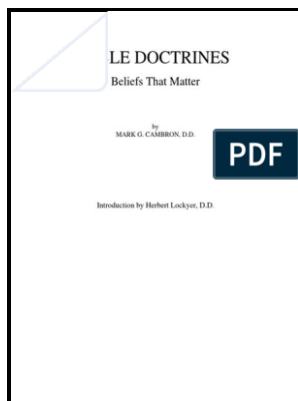 LE DOCTRINES
Beliefs That Matter
by
MARK G. CAMBRON, D.D.
PDF
Introduction by Herbert Lockyer, D.D.